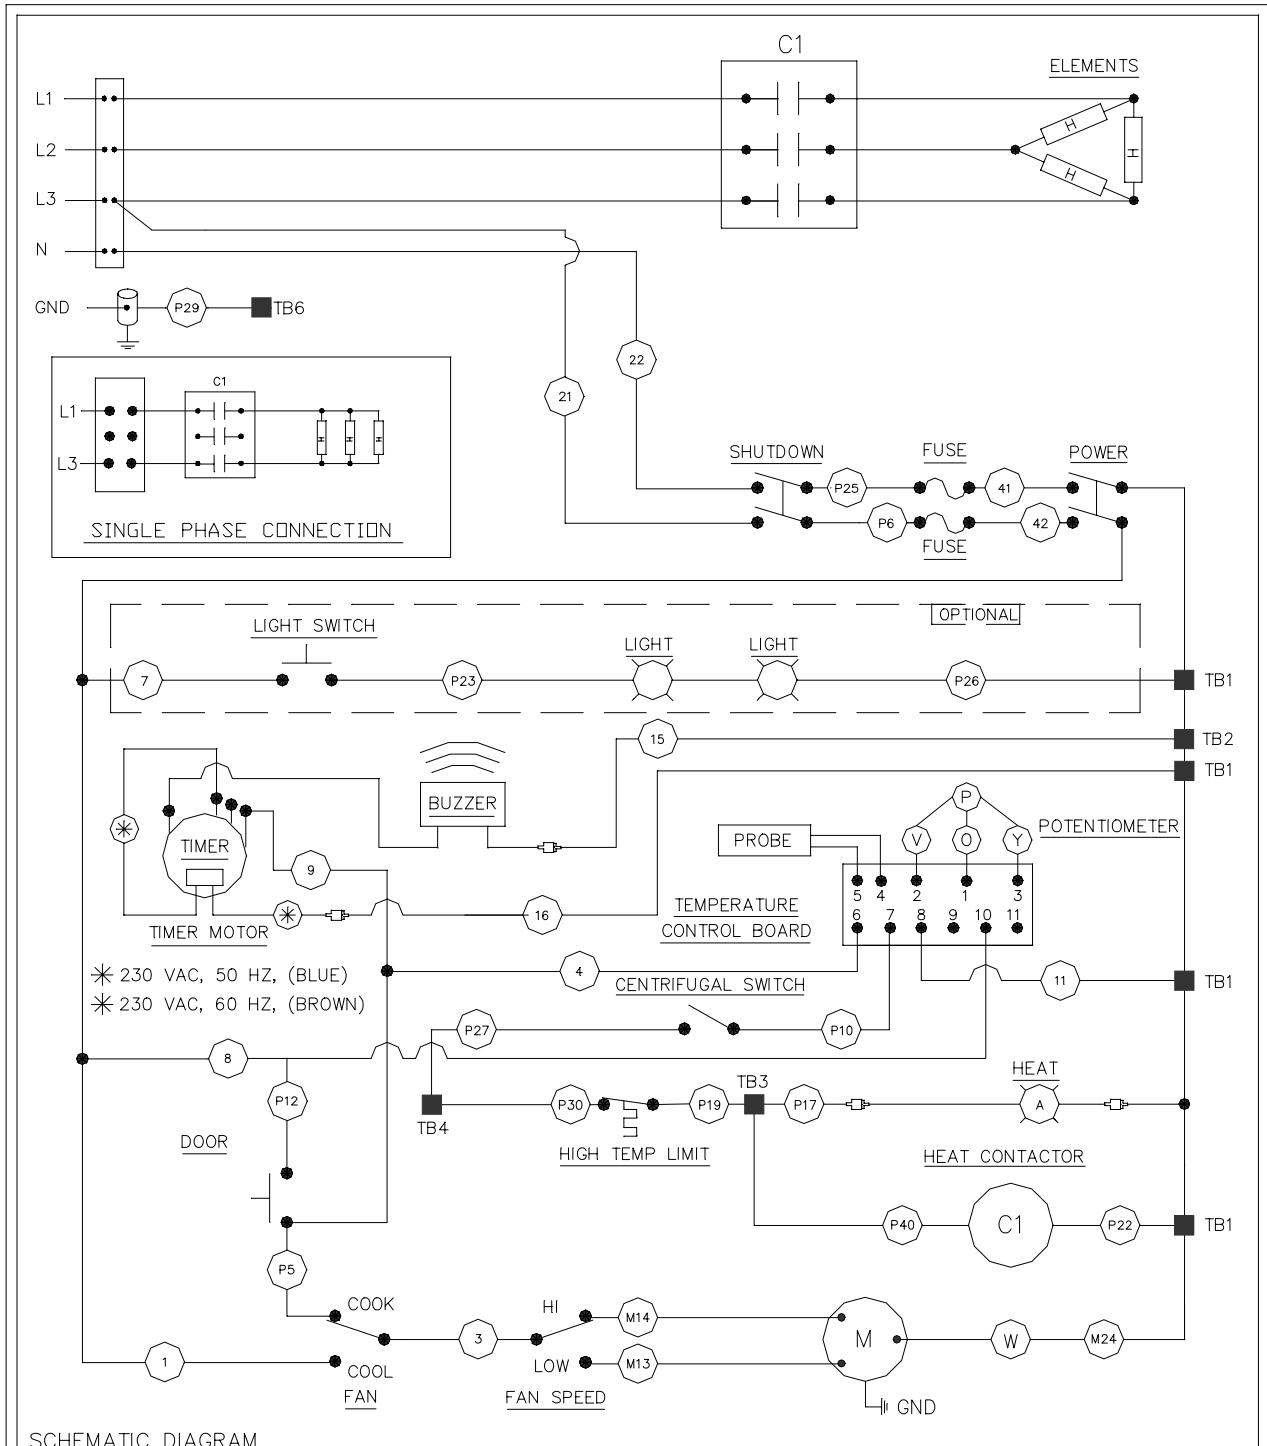 C1
ELEMENTS
L1
H
L2
H
H
L3
N
GND
P29
TB6
22
21
C1
L1
H H H
L3
SINGLE PHASE CONNECTION
SHUTDOWN
FUSE
POWER
P25
41
P6
42
FUSE
OPTIONAL
LIGHT SWITCH
LIGHT
LIGHT
7
P23
P26
TB1
15
TB2
TB1
BUZZER
P
V O Y
POTENTIOMETER
TIMER
PROBE
9
5 4 2 1 3
6 7 8 9 10 11
TEMPERATURE
CONTROL BOARD
16
TIMER MOTOR
✳ 230 VAC, 50 HZ, (BLUE)
✳ 230 VAC, 60 HZ, (BROWN)
4
CENTRIFUGAL SWITCH
11
TB1
P27
P10
8
HEAT
TB3
P12
P30
P19
P17
A
TB4
DOOR
HIGH TEMP LIMIT
HEAT CONTACTOR
P40
C1
P22
TB1
P5
COOK
HI
M14
3
M
W
M24
1
COOL
LOW
M13
FAN
FAN SPEED
GND
SCHEMATIC DIAGRAM